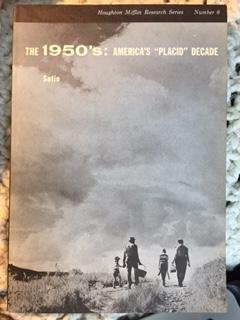 Houghton Mifflin Research Series Number 6
THE 1950's: AMERICA'S "PLACID" DECADE
Satin